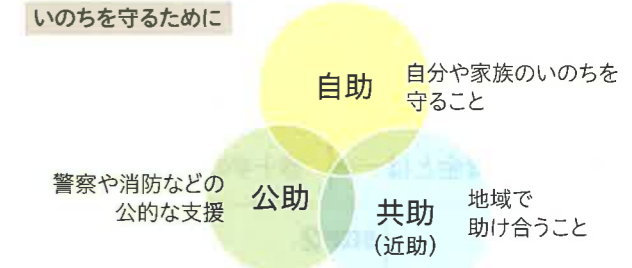 いのちを守るために
自助
自分や家族のいのちを
守ること
警察や消防などの
公的な支援
公助
共助
（近助）
地域で
助け合うこと